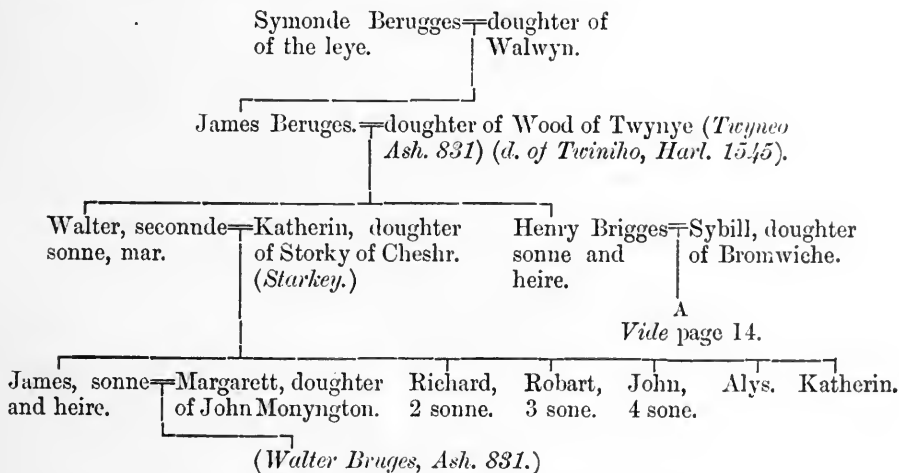 Symonde Berugges=doughter of
of the leye. Walwyn.
James Beruges.=doughter of Wood of Twynye (Twyneo
Ash. 831) (d. of Twiniho, Harl. 1545).
Walter, seconnde=Katherin, doughter
sonne, mar. of Storky of Cheshr.
(Starkey.)
Henry Brigges=Sybill, doughter
sonne and of Bromwiche.
heire.
A
Vide page 14.
James, sonne=Margarett, doughter Richard, Robart, John, Alys. Katherin.
and heire. of John Monyngton. 2 sonne. 3 sone. 4 sone.
(Walter Bruges, Ash. 831.)